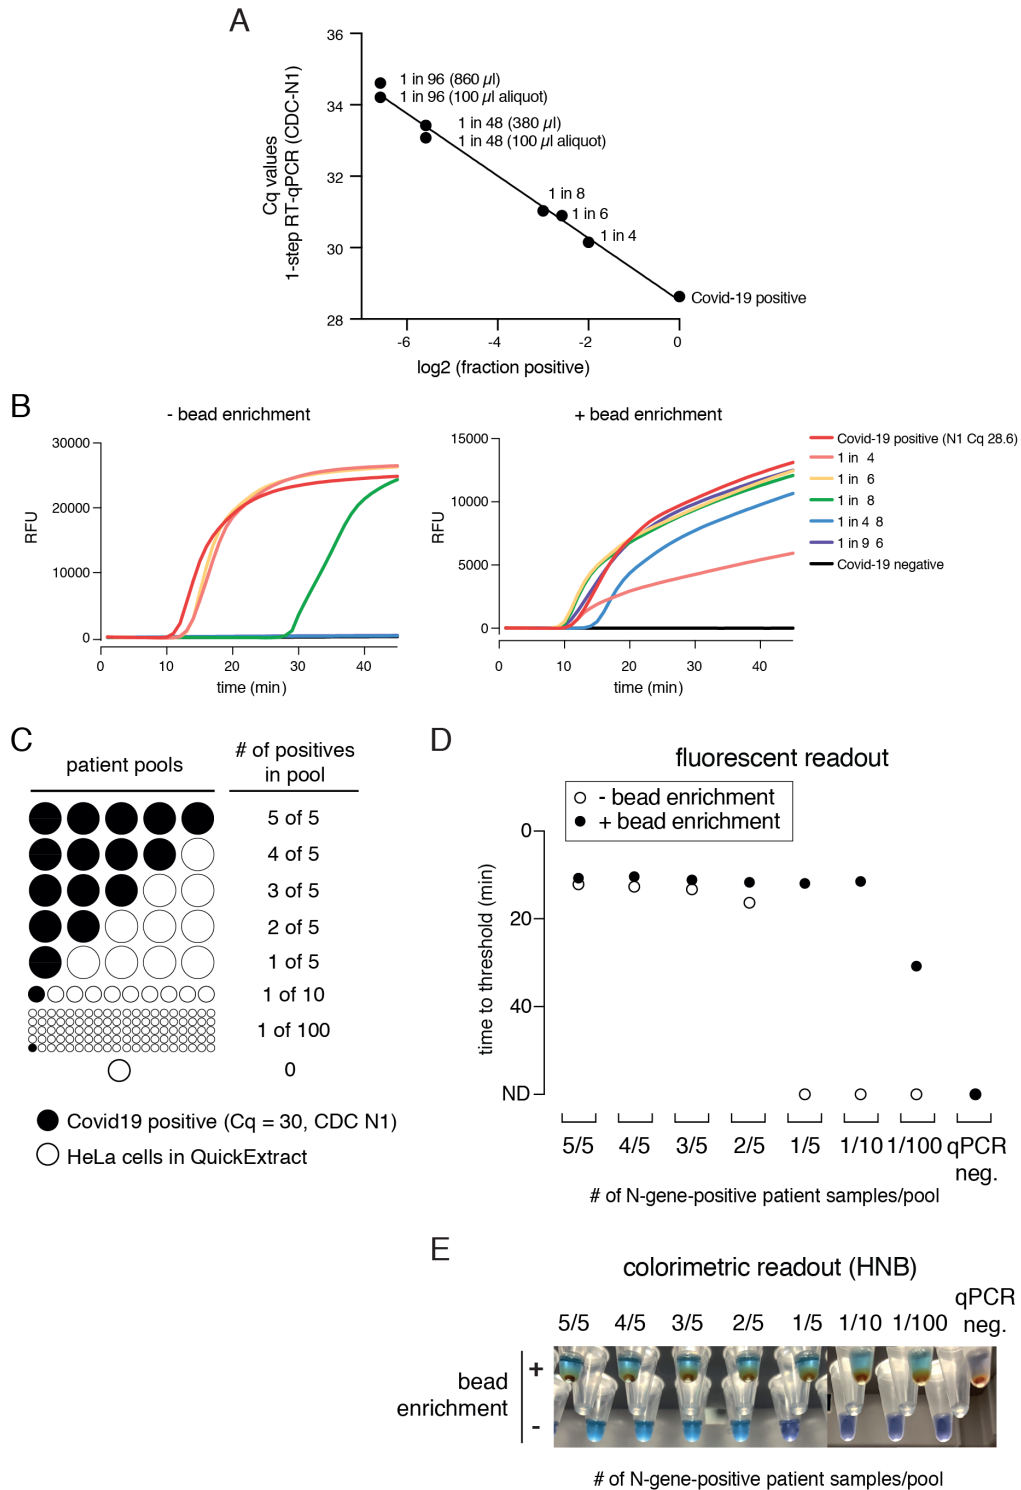 A
36
34
32
30
28
Cq values
1-step RT-qPCR (CDC-N1)
1 in 96 (860 µl)
1 in 96 (100 µl aliquot)
1 in 48 (380 µl)
1 in 48 (100 µl aliquot)
1 in 8
1 in 6
1 in 4
Covid-19 positive
-6 -4 -2 0
log2 (fraction positive)
B
- bead enrichment
30000
20000
10000
0
RFU
0 10 20 30 40
time (min)
+ bead enrichment
15000
10000
5000
0
RFU
0 10 20 30 40
time (min)
Covid-19 positive (N1 Cq 28.6)
1 in 4
1 in 6
1 in 8
1 in 4 8
1 in 9 6
Covid-19 negative
C
patient pools
# of positives
in pool
5 of 5
4 of 5
3 of 5
2 of 5
1 of 5
1 of 10
1 of 100
0
Covid19 positive (Cq = 30, CDC N1)
HeLa cells in QuickExtract
D
fluorescent readout
- bead enrichment
+ bead enrichment
0
20
40
ND
time to threshold (min)
5/5 4/5 3/5 2/5 1/5 1/10 1/100 qPCR
neg.
# of N-gene-positive patient samples/pool
E
colorimetric readout (HNB)
qPCR
5/5 4/5 3/5 2/5 1/5 1/10 1/100 neg.
bead
enrichment
+
-
# of N-gene-positive patient samples/pool